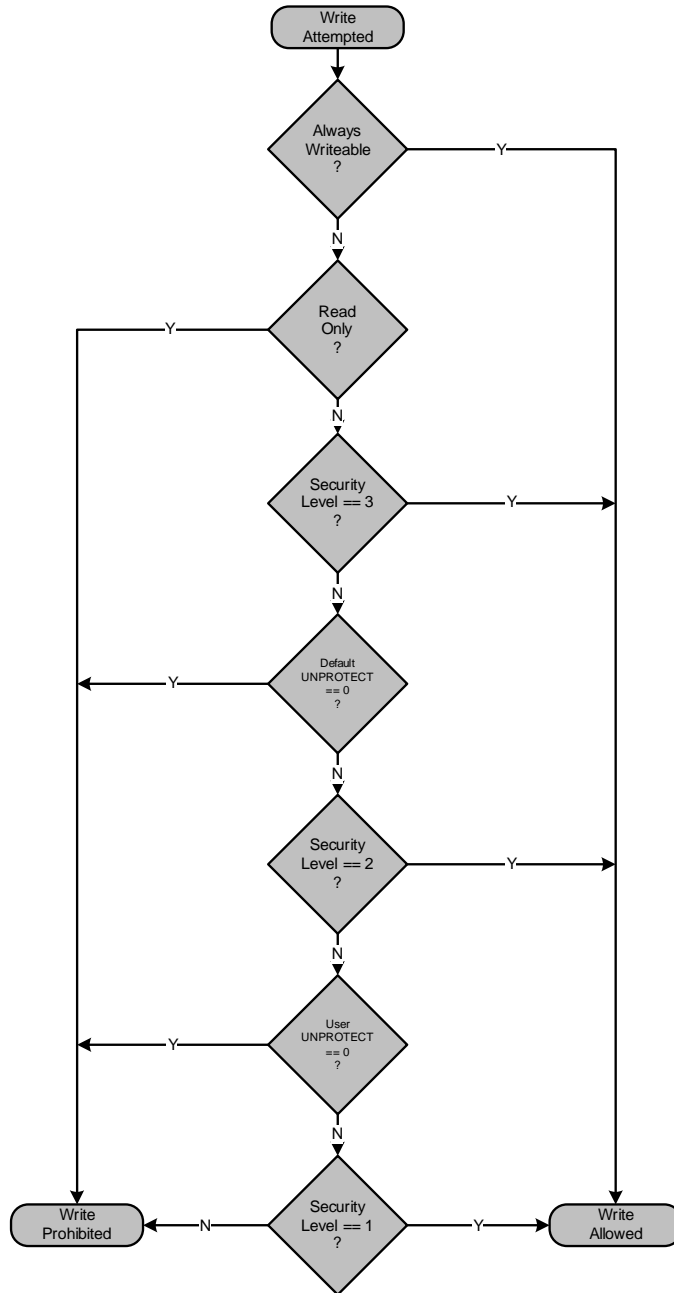 Write
Attempted
Always
Writeable
?
Y
N
Read
Only
?
Y
N
Security
Level == 3
?
Y
N
Default
UNPROTECT
== 0
?
Y
N
Security
Level == 2
?
Y
N
User
UNPROTECT
== 0
?
Y
N
Write
Prohibited
N
Security
Level == 1
?
Y
Write
Allowed